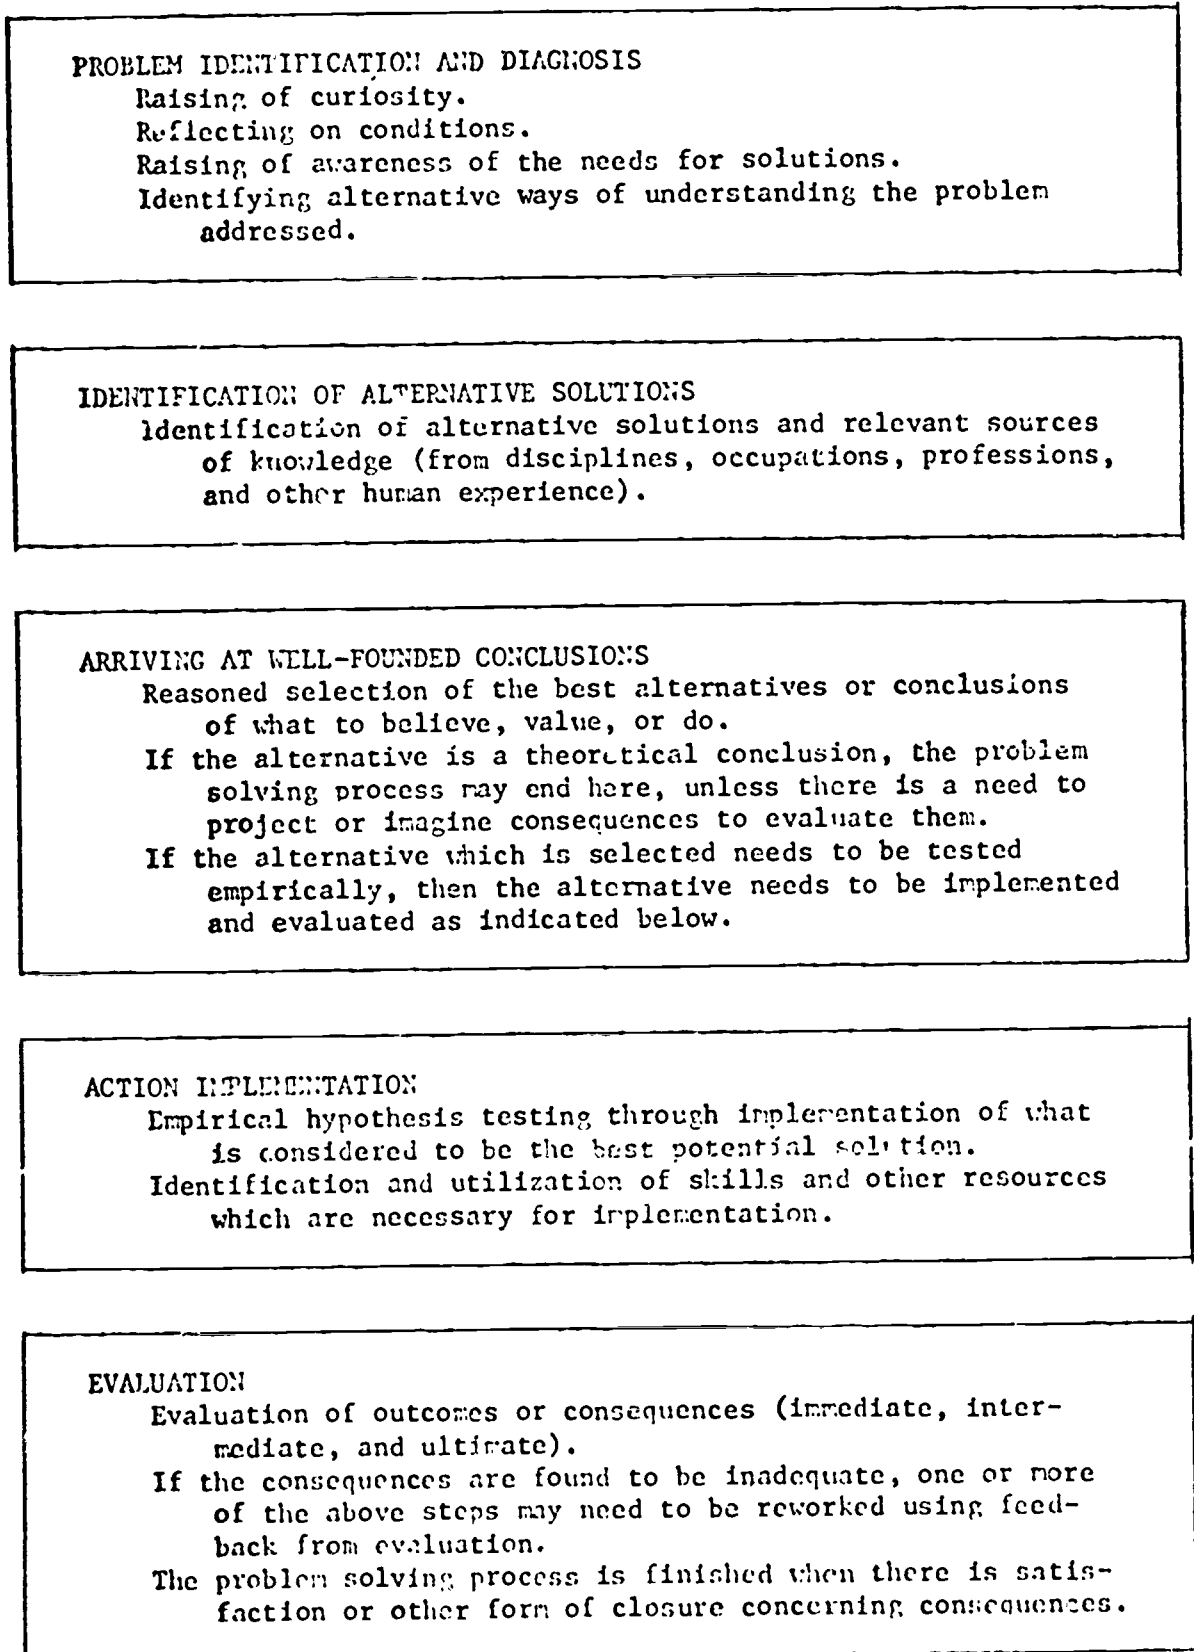 PROBLEM IDENTIFICATION AND DIAGNOSIS
Raising of curiosity.
Reflecting on conditions.
Raising of awareness of the needs for solutions.
Identifying alternative ways of understanding the problem
addressed.
IDENTIFICATION OF ALTERNATIVE SOLUTIONS
Identification of alternative solutions and relevant sources
of knowledge (from disciplines, occupations, professions,
and other human experience).
ARRIVING AT WELL-FOUNDED CONCLUSIONS
Reasoned selection of the best alternatives or conclusions
of what to believe, value, or do.
If the alternative is a theoretical conclusion, the problem
solving process may end here, unless there is a need to
project or imagine consequences to evaluate them.
If the alternative which is selected needs to be tested
empirically, then the alternative needs to be implemented
and evaluated as indicated below.
ACTION IMPLEMENTATION
Empirical hypothesis testing through implementation of what
is considered to be the best potential solution.
Identification and utilization of skills and other resources
which are necessary for implementation.
EVALUATION
Evaluation of outcomes or consequences (immediate, inter-
mediate, and ultimate).
If the consequences are found to be inadequate, one or more
of the above steps may need to be reworked using feed-
back from evaluation.
The problem solving process is finished when there is satis-
faction or other form of closure concerning consequences.